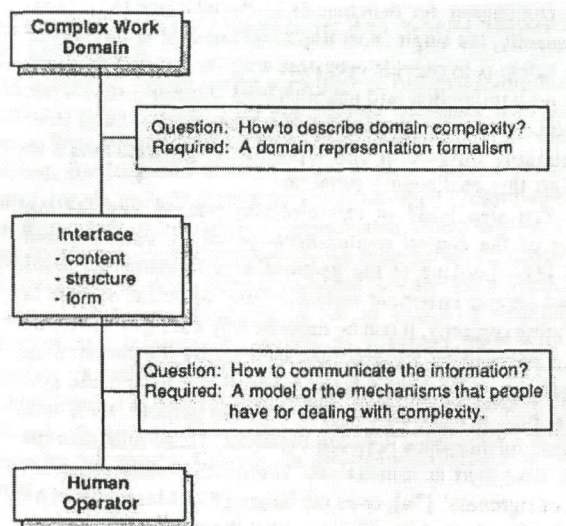 Complex Work
Domain
Question: How to describe domain complexity?
Required: A domain representation formalism
Interface
- content
- structure
- form
Question: How to communicate the information?
Required: A model of the mechanisms that people
have for dealing with complexity.
Human
Operator